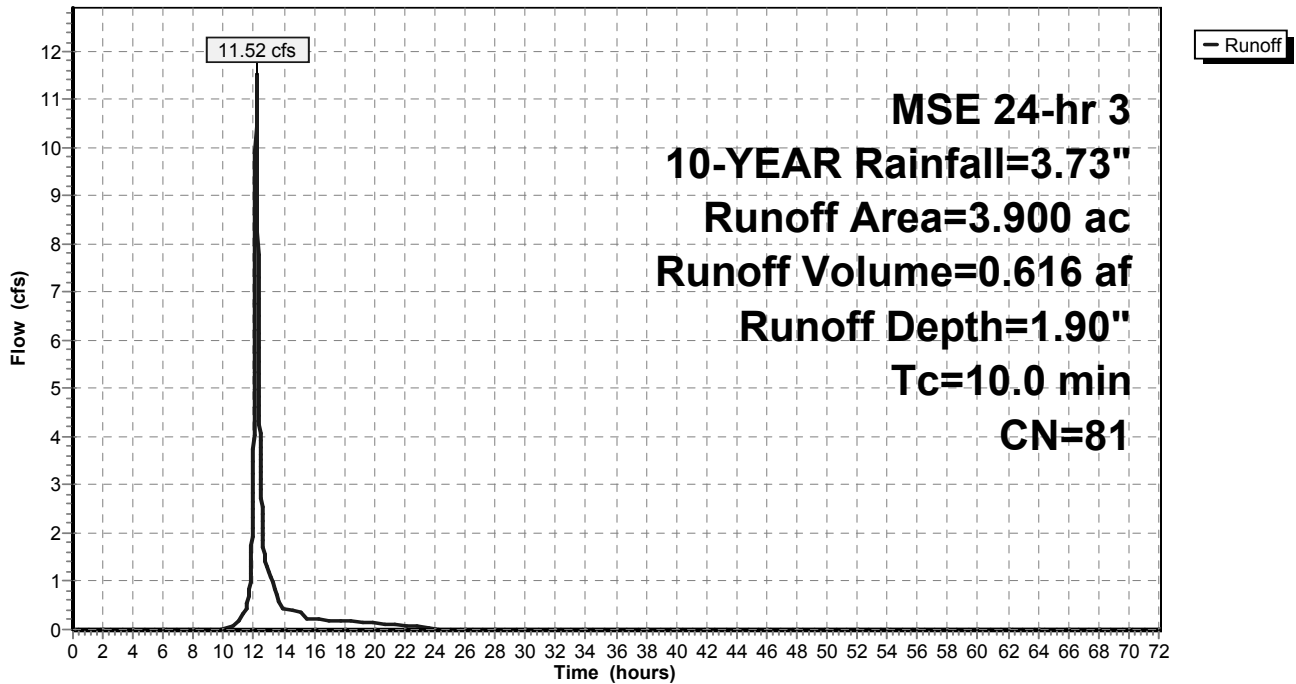 11.52 cfs
Runoff
MSE 24-hr 3
10-YEAR Rainfall=3.73"
Runoff Area=3.900 ac
Runoff Volume=0.616 af
Runoff Depth=1.90"
Tc=10.0 min
CN=81
Flow (cfs)
12
11
10
9
8
7
6
5
4
3
2
1
0
0 2 4 6 8 10 12 14 16 18 20 22 24 26 28 30 32 34 36 38 40 42 44 46 48 50 52 54 56 58 60 62 64 66 68 70 72
Time (hours)